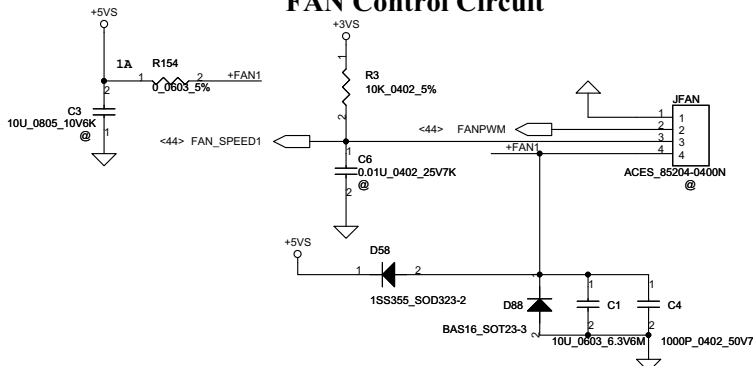 FAN Control Circuit
+5VS
+3VS
1A
R154
1
2
+FAN1
0_0603_5%
2
C3
10U_0805_10V6K
1
@
1
R3
10K_0402_5%
2
<44> FAN_SPEED1
<44> FANPWM
JFAN
1 1
2 2
3 3
4 4
+FAN1
ACES_85204-0400N
@
1
C6
0.01U_0402_25V7K
2
@
+5VS
D58
1 2
1SS355_SOD323-2
D88
BAS16_SOT23-3
2
1
C1
2
10U_0603_6.3V6M
1
C4
2
1000P_0402_50V7